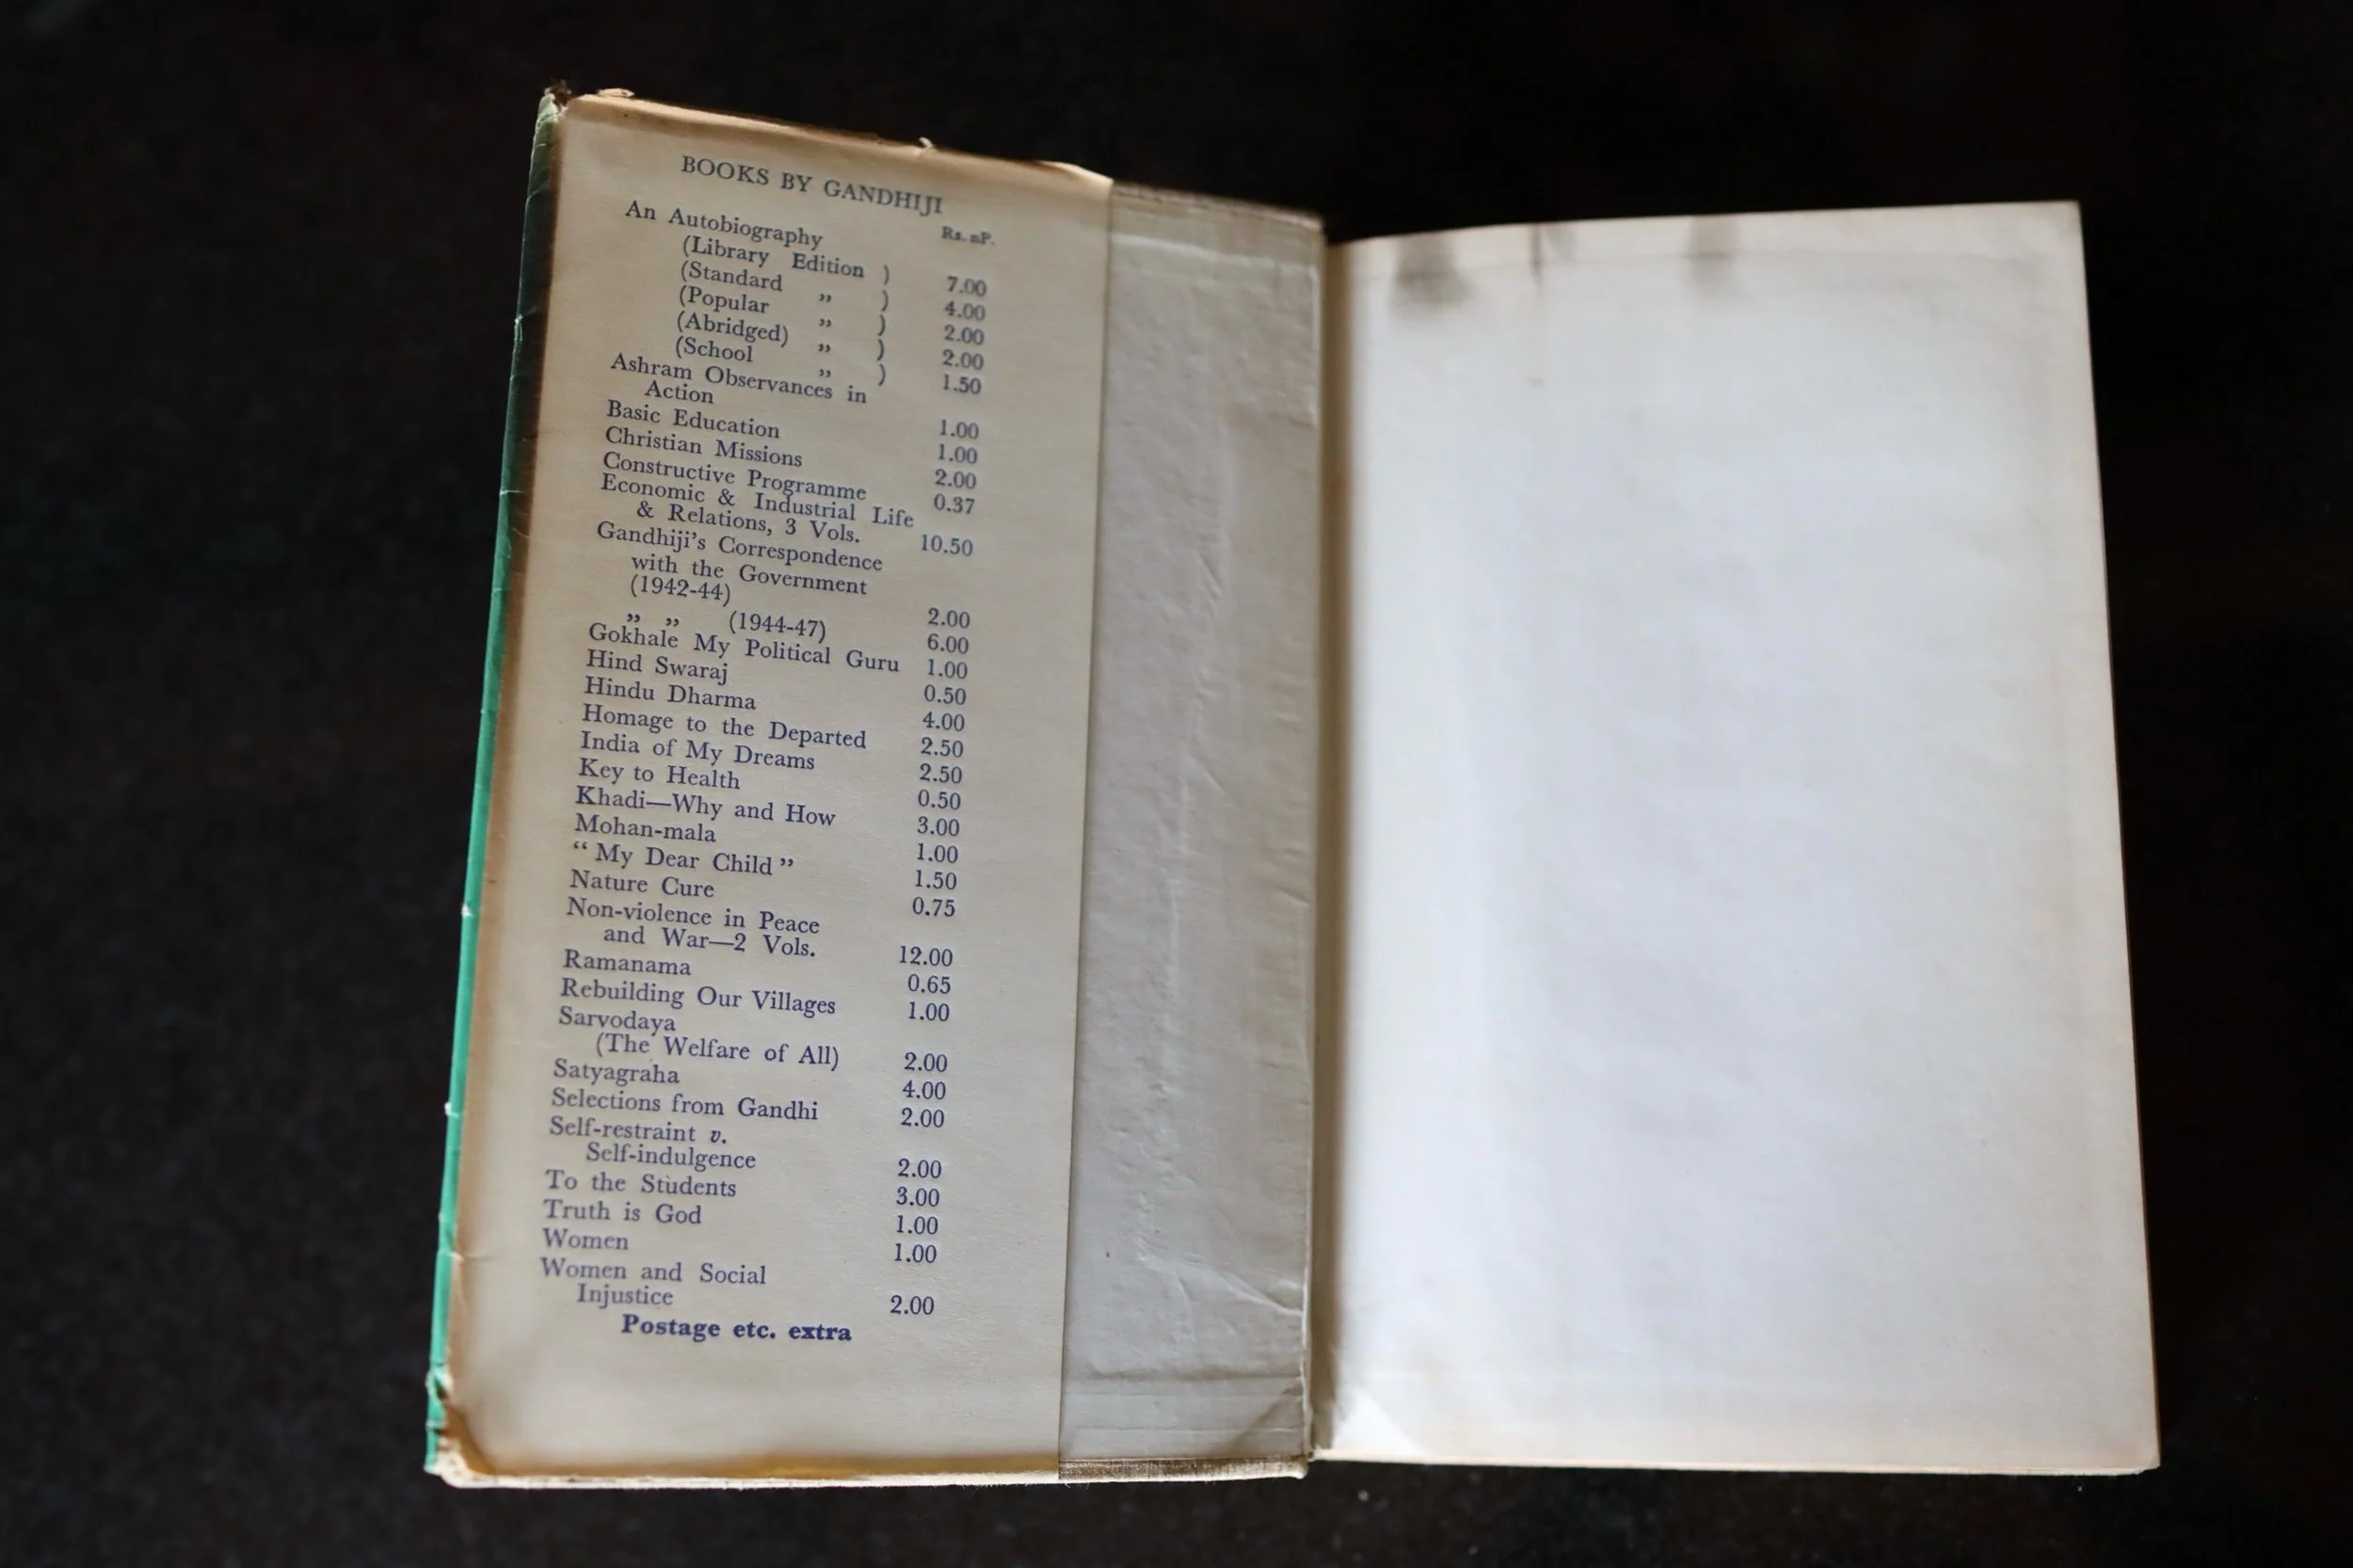 BOOKS BY GANDHIJI
Rs. nP.
An Autobiography
(Library Edition ) 7.00
(Standard ” ) 4.00
(Popular ” ) 2.00
(Abridged) ” ) 2.00
(School ” ) 1.50
Ashram Observances in
Action 1.00
Basic Education 1.00
Christian Missions 2.00
Constructive Programme 0.37
Economic & Industrial Life
& Relations, 3 Vols. 10.50
Gandhiji's Correspondence
with the Government
(1942-44) 2.00
” ” (1944-47) 6.00
Gokhale My Political Guru 1.00
Hind Swaraj 0.50
Hindu Dharma 4.00
Homage to the Departed 2.50
India of My Dreams 2.50
Key to Health 0.50
Khadi—Why and How 3.00
Mohan-mala 1.00
“ My Dear Child ” 1.50
Nature Cure 0.75
Non-violence in Peace
and War—2 Vols. 12.00
Ramanama 0.65
Rebuilding Our Villages 1.00
Sarvodaya
(The Welfare of All) 2.00
Satyagraha 4.00
Selections from Gandhi 2.00
Self-restraint v.
Self-indulgence 2.00
To the Students 3.00
Truth is God 1.00
Women 1.00
Women and Social
Injustice 2.00
Postage etc. extra